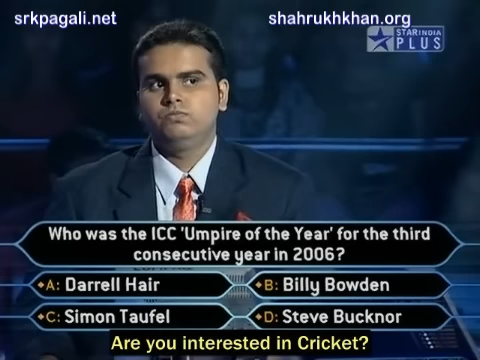 srkpagali.net
shahrukhkhan.org
STAR INDIA
PLUS
Who was the ICC 'Umpire of the Year' for the third
consecutive year in 2006?
A: Darrell Hair
B: Billy Bowden
C: Simon Taufel
D: Steve Bucknor
Are you interested in Cricket?